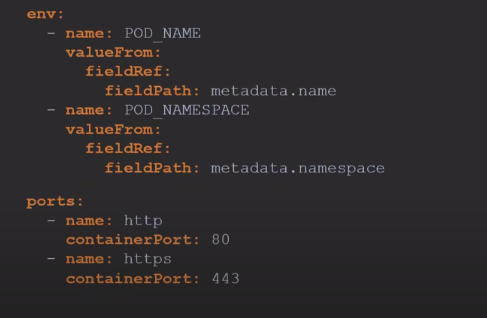 env:
  - name: POD_NAME
    valueFrom:
      fieldRef:
        fieldPath: metadata.name
  - name: POD_NAMESPACE
    valueFrom:
      fieldRef:
        fieldPath: metadata.namespace
ports:
  - name: http
    containerPort: 80
  - name: https
    containerPort: 443